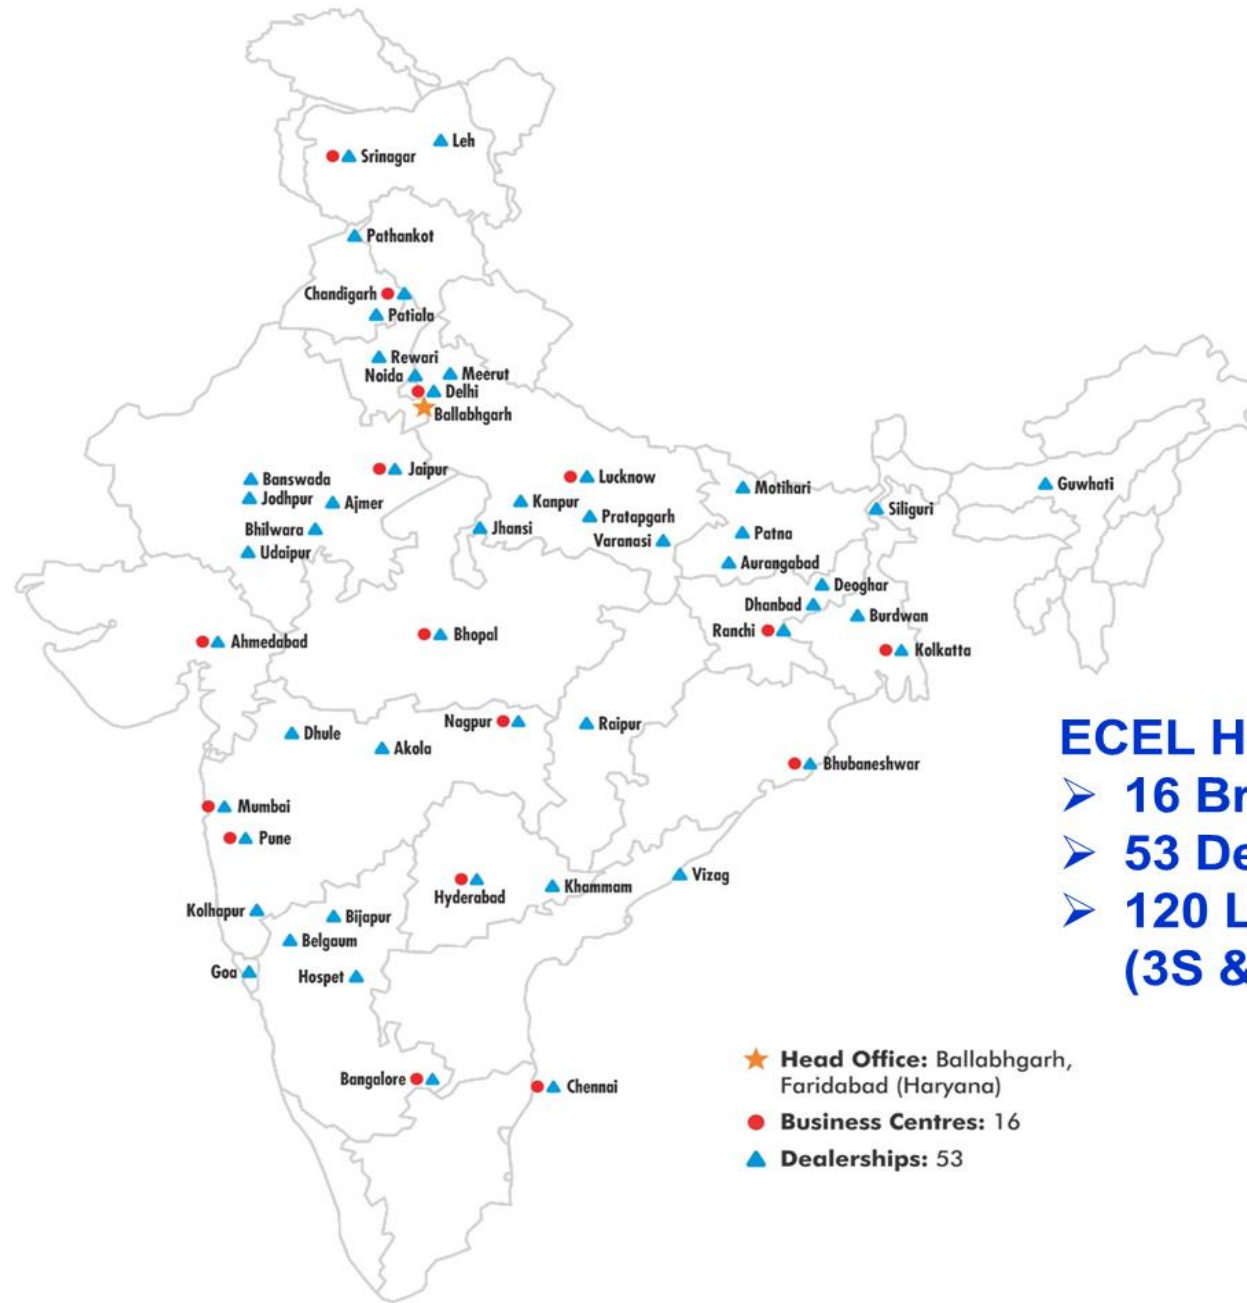 Leh
Srinagar
Pathankot
Chandigarh
Patiala
Rewari
Noida
Meerut
Delhi
Ballabhgarh
Jaipur
Lucknow
Banswada
Jodhpur
Ajmer
Kanpur
Motihari
Guwhati
Siliguri
Bhilwara
Jhansi
Pratapgarh
Varanasi
Patna
Udaipur
Aurangabad
Deoghar
Dhanbad
Burdwan
Ahmedabad
Bhopal
Ranchi
Kolkatta
Nagpur
Raipur
Dhule
Akola
Bhubaneshwar
Mumbai
Pune
Hyderabad
Khammam
Vizag
Kolhapur
Bijapur
Belgaum
Goa
Hospet
Bangalore
Chennai
ECEL H
➢ 16 Br
➢ 53 De
➢ 120 L
(3S &
Head Office: Ballabhgarh,
Faridabad (Haryana)
Business Centres: 16
Dealerships: 53